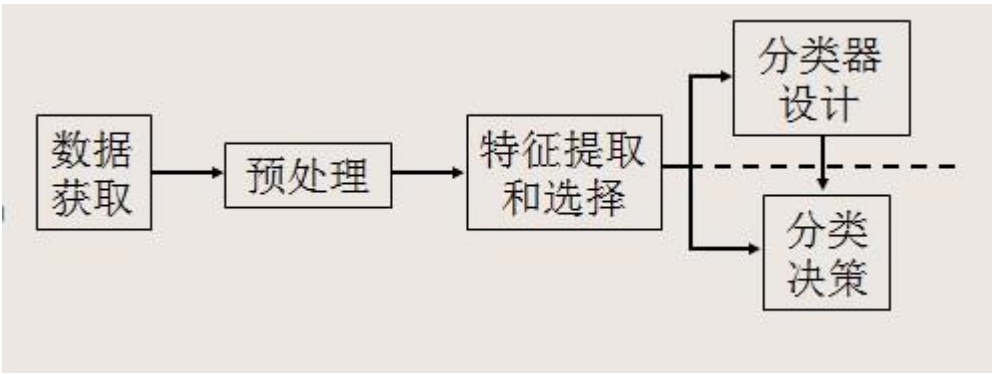 数据
获取
预处理
特征提取
和选择
分类器
设计
分类
决策